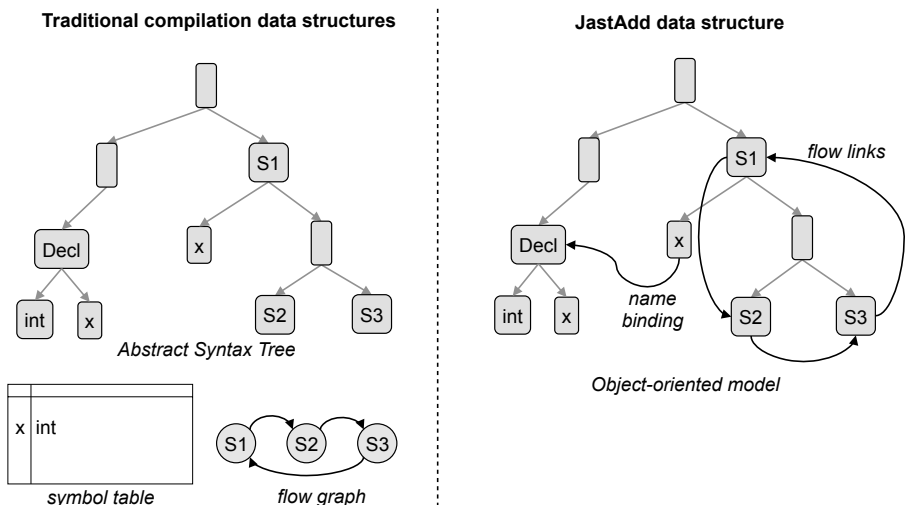 Traditional compilation data structures
S1
Decl
x
int
x
S2
S3
Abstract Syntax Tree
x
int
symbol table
S1
S2
S3
flow graph
JastAdd data structure
S1
flow links
Decl
x
int
x
name
binding
S2
S3
Object-oriented model